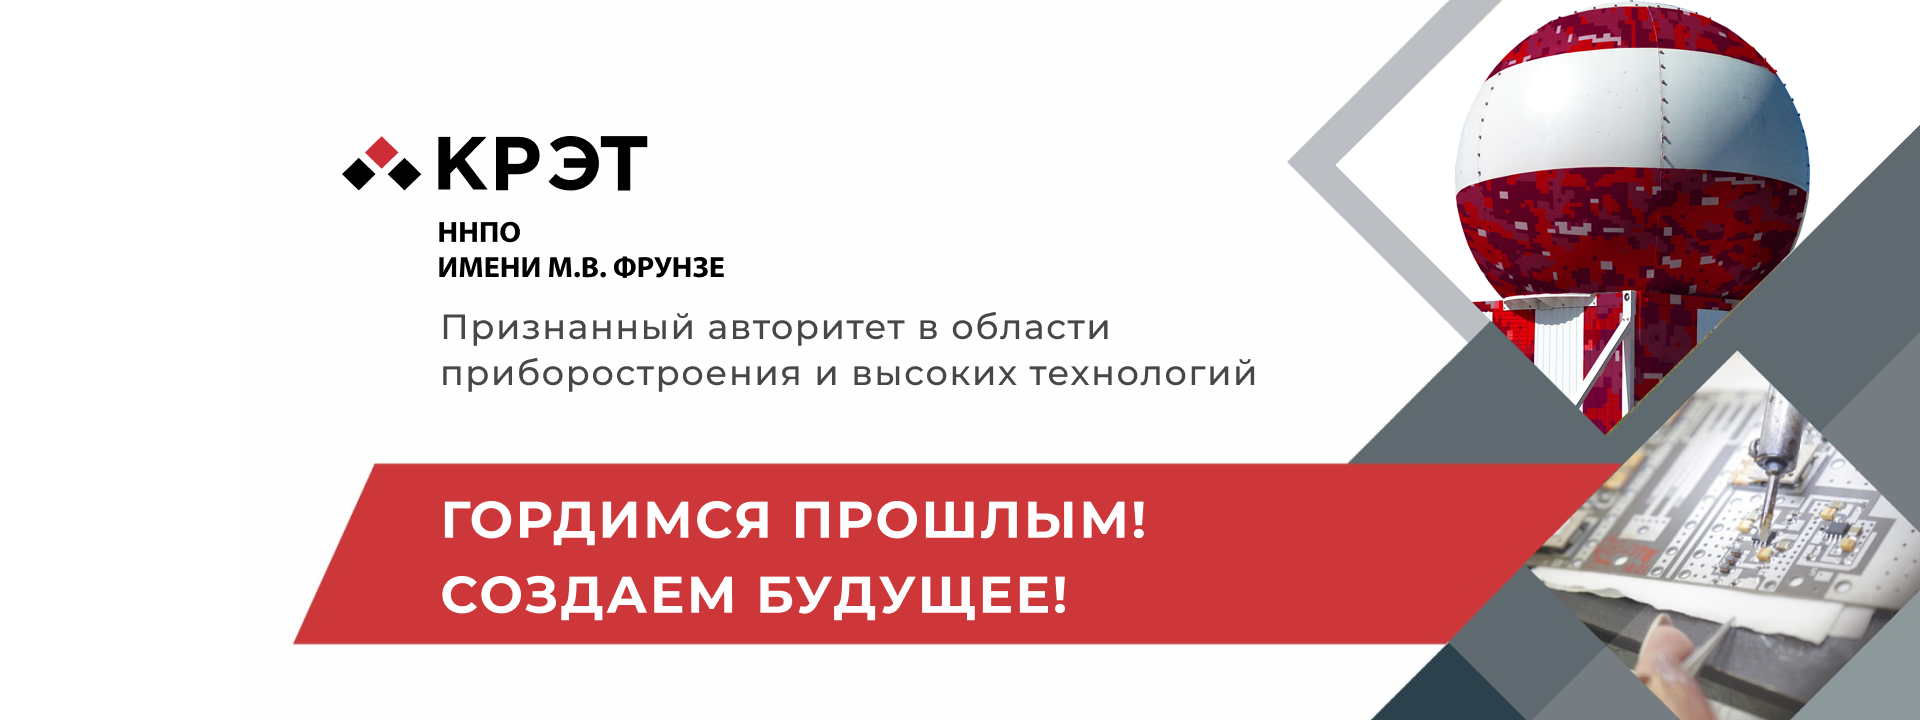 КРЭТ
ННПО
ИМЕНИ М.В. ФРУНЗЕ
Признанный авторитет в области
приборостроения и высоких технологий
ГОРДИМСЯ ПРОШЛЫМ!
СОЗДАЕМ БУДУЩЕЕ!